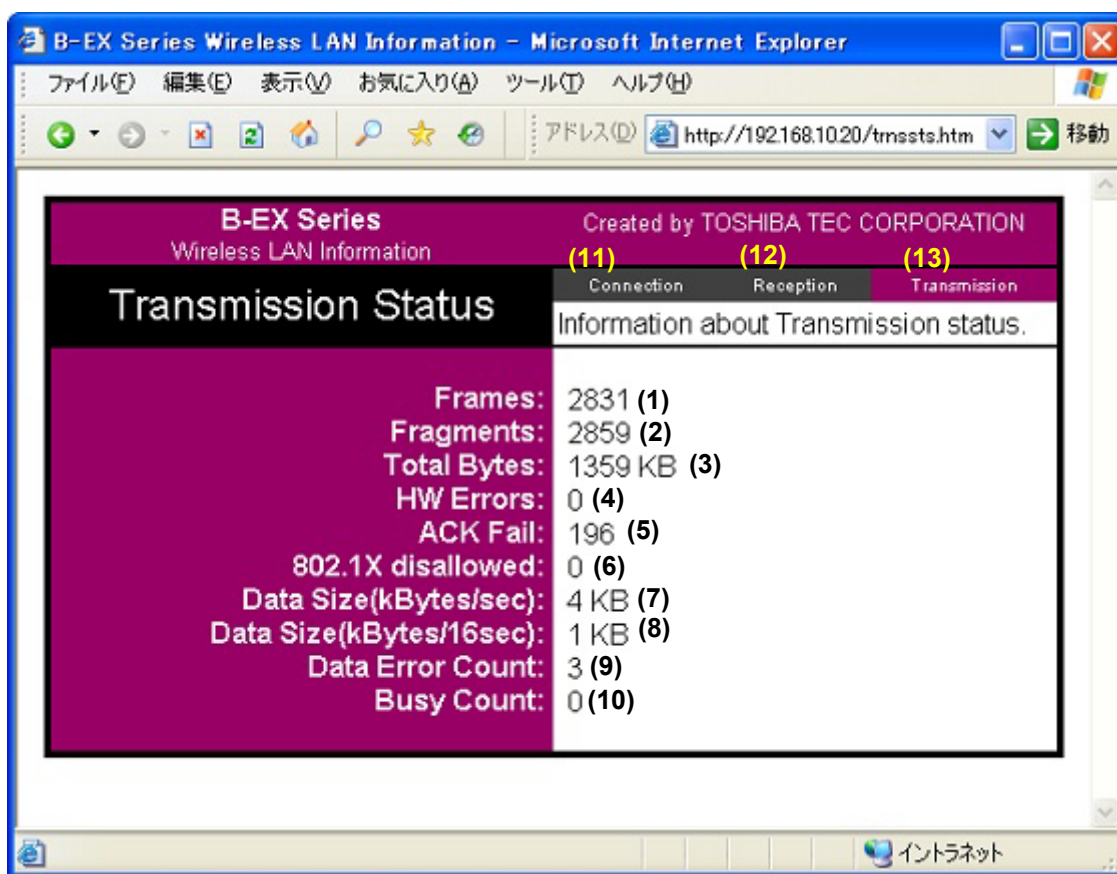 B-EX Series Wireless LAN Information - Microsoft Internet Explorer
ファイル(F) 編集(E) 表示(V) お気に入り(A) ツール(T) ヘルプ(H)
アドレス(D) http://192.168.10.20/trnssts.htm 移動
B-EX Series
Wireless LAN Information
Created by TOSHIBA TEC CORPORATION
(11) (12) (13)
Connection Reception Transmission
Transmission Status
Information about Transmission status.
Frames: 2831 (1)
Fragments: 2859 (2)
Total Bytes: 1359 KB (3)
HW Errors: 0 (4)
ACK Fail: 196 (5)
802.1X disallowed: 0 (6)
Data Size(kBytes/sec): 4 KB (7)
Data Size(kBytes/16sec): 1 KB (8)
Data Error Count: 3 (9)
Busy Count: 0 (10)
イントラネット